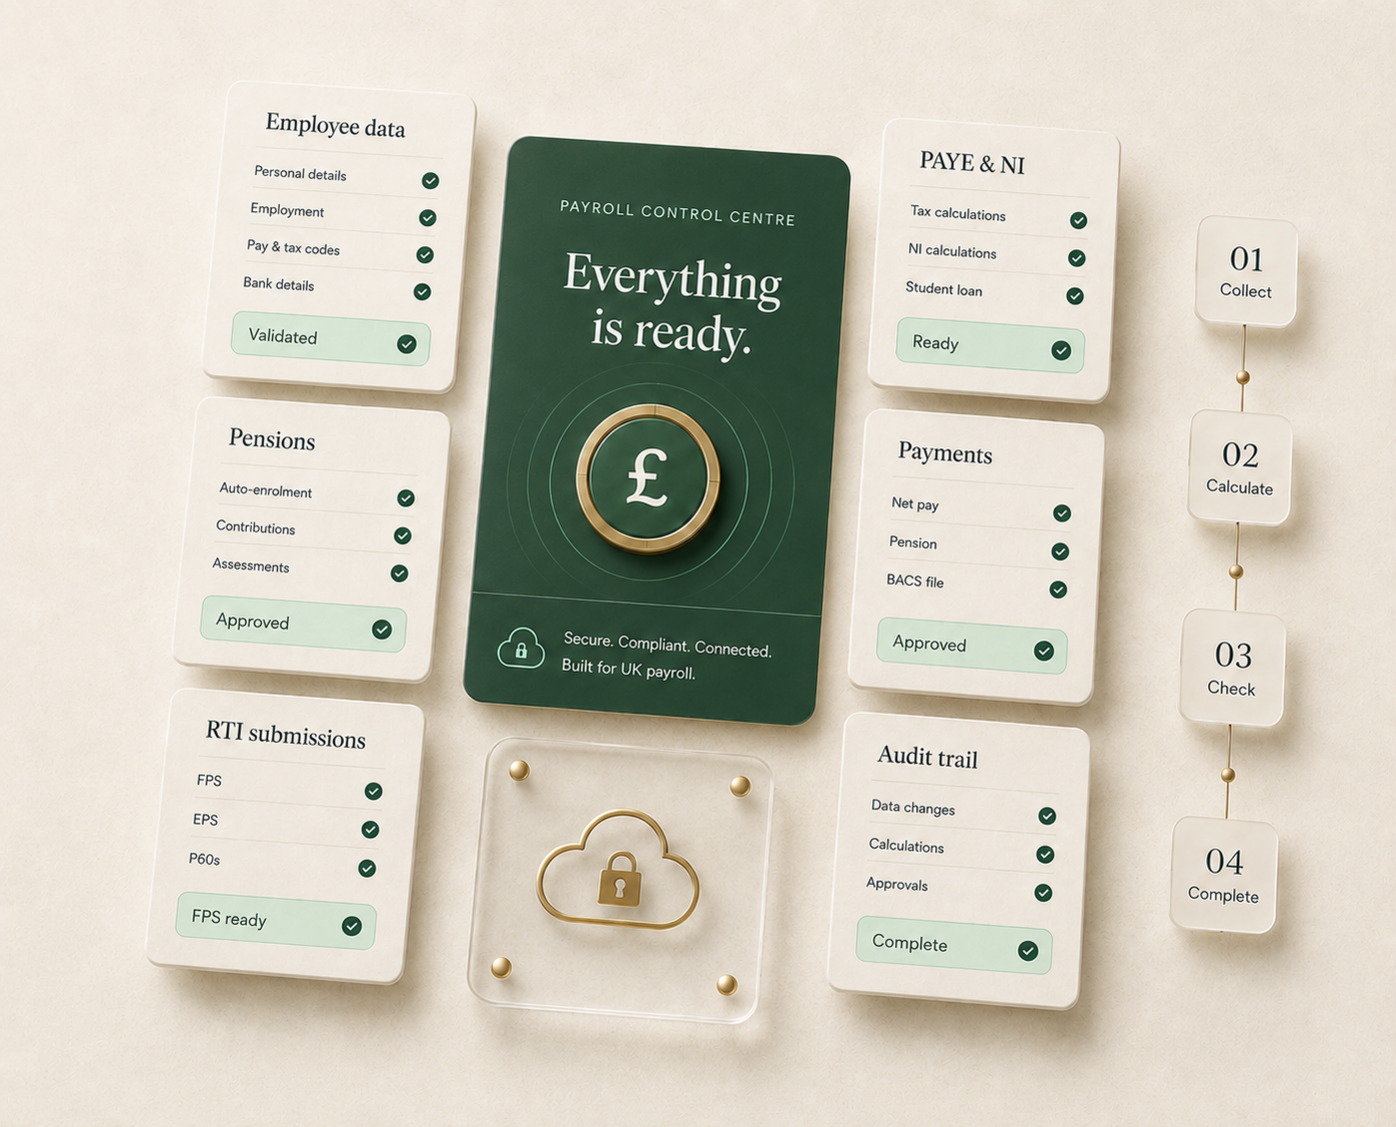 Employee data
Personal details
Employment
Pay & tax codes
Bank details
Validated
Pensions
Auto-enrolment
Contributions
Assessments
Approved
RTI submissions
FPS
EPS
P60s
FPS ready
PAYROLL CONTROL CENTRE
Everything
is ready.
£
Secure. Compliant. Connected.
Built for UK payroll.
PAYE & NI
Tax calculations
NI calculations
Student loan
Ready
Payments
Net pay
Pension
BACS file
Approved
Audit trail
Data changes
Calculations
Approvals
Complete
01
Collect
02
Calculate
03
Check
04
Complete